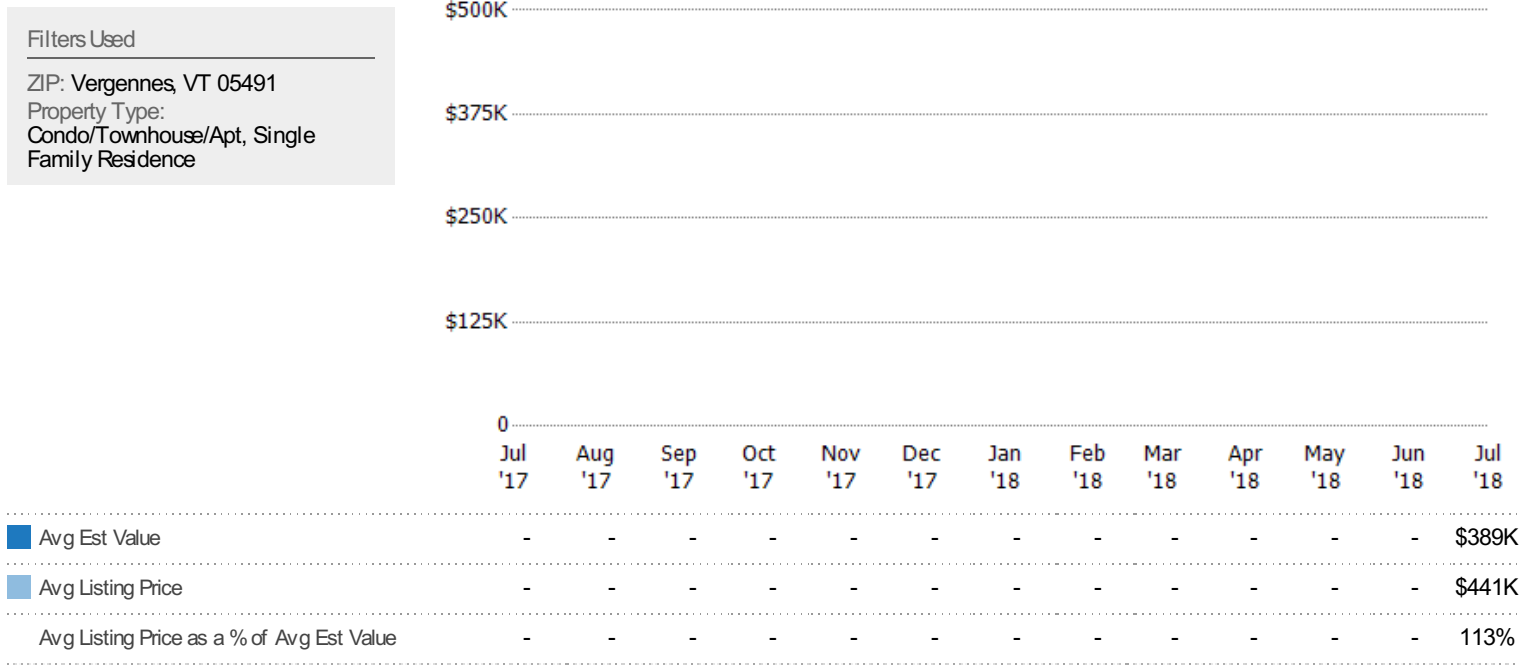 Filters Used
ZIP: Vergennes, VT 05491
Property Type:
Condo/Townhouse/Apt, Single
Family Residence
$500K
$375K
$250K
$125K
0
Jul Aug Sep Oct Nov Dec Jan Feb Mar Apr May Jun Jul
'17 '17 '17 '17 '17 '17 '18 '18 '18 '18 '18 '18 '18
Avg Est Value - - - - - - - - - - - - $389K
Avg Listing Price - - - - - - - - - - - - $441K
Avg Listing Price as a % of Avg Est Value - - - - - - - - - - - - 113%